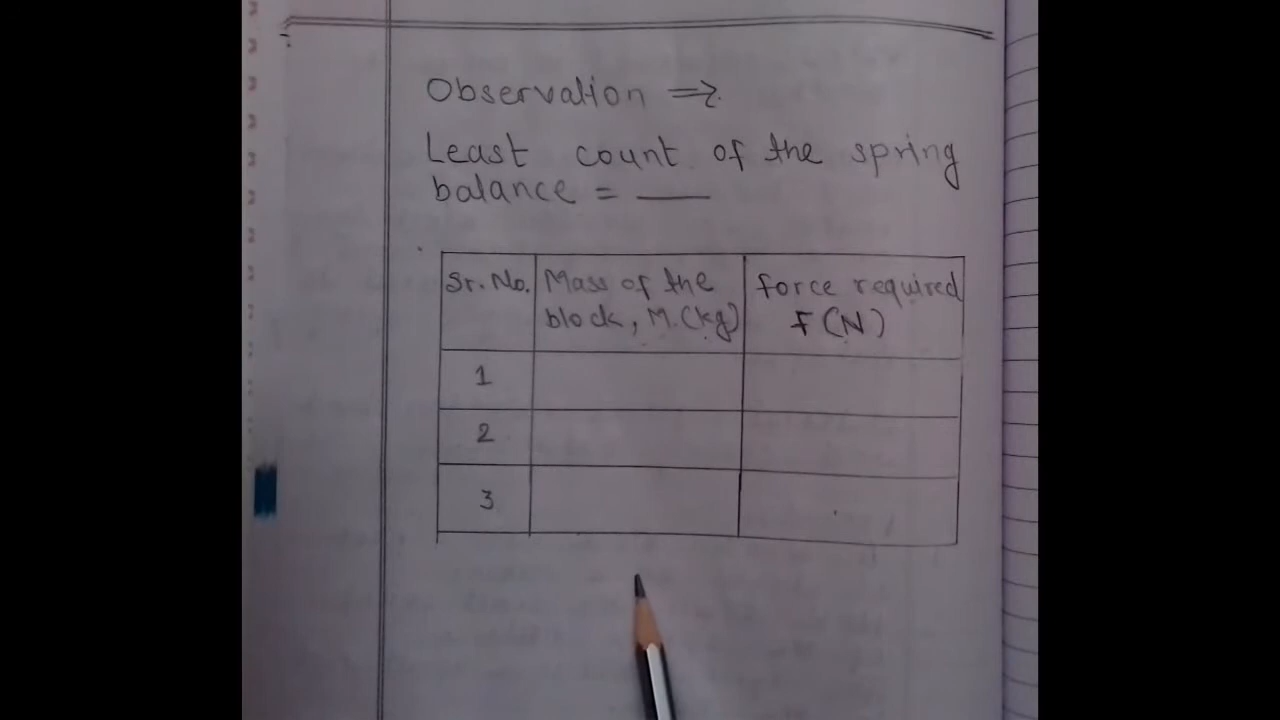 Observation ⇒
Least count of the spring
balance = ___
Sr. No. Mass of the block, M. (kg) force required F (N)
1
2
3